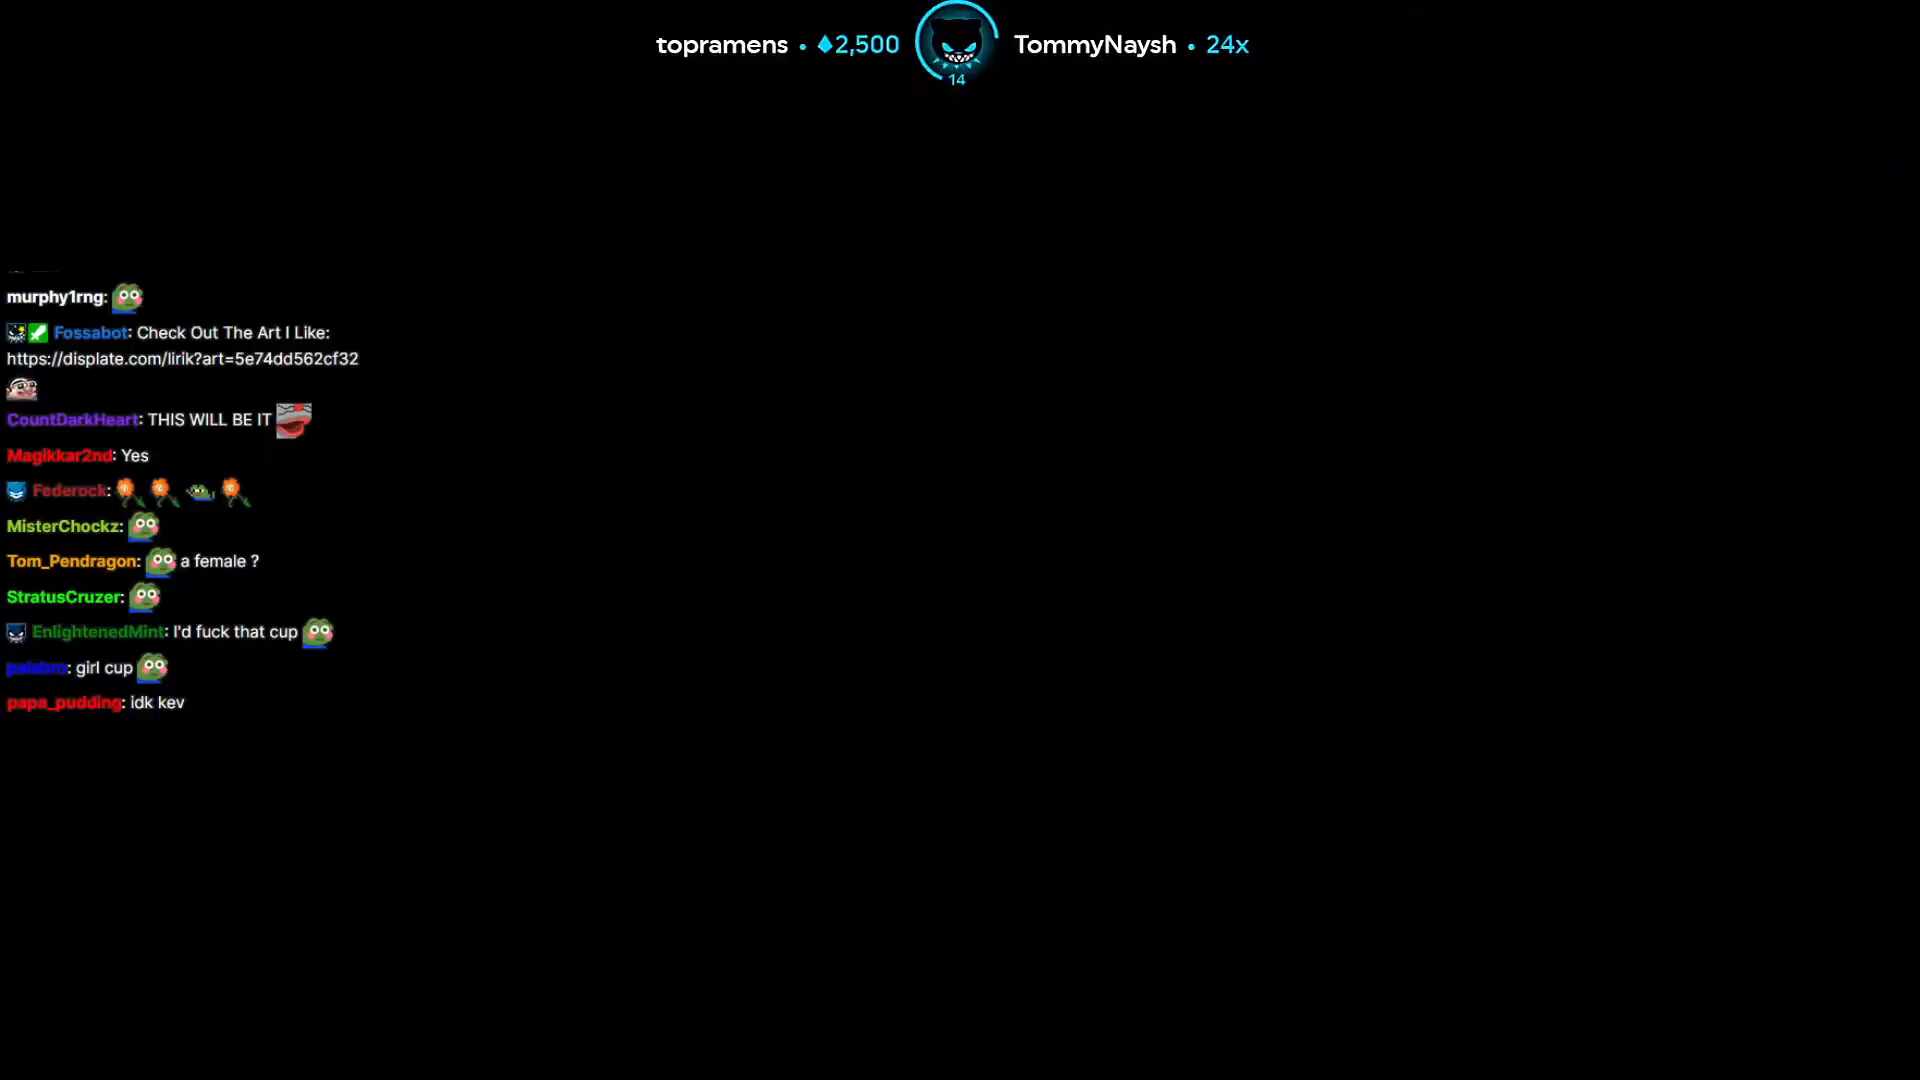 topramens • 2,500 14 TommyNaysh • 24x
murphy1rng:
Fossabot: Check Out The Art I Like:
https://displate.com/lirik?art=5e74dd562cf32
CountDarkHeart: THIS WILL BE IT
Magikkar2nd: Yes
Federock:
MisterChockz:
Tom_Pendragon: a female ?
StratusCruzer:
EnlightenedMint: I'd fuck that cup
palsbro: girl cup
papa_pudding: idk kev